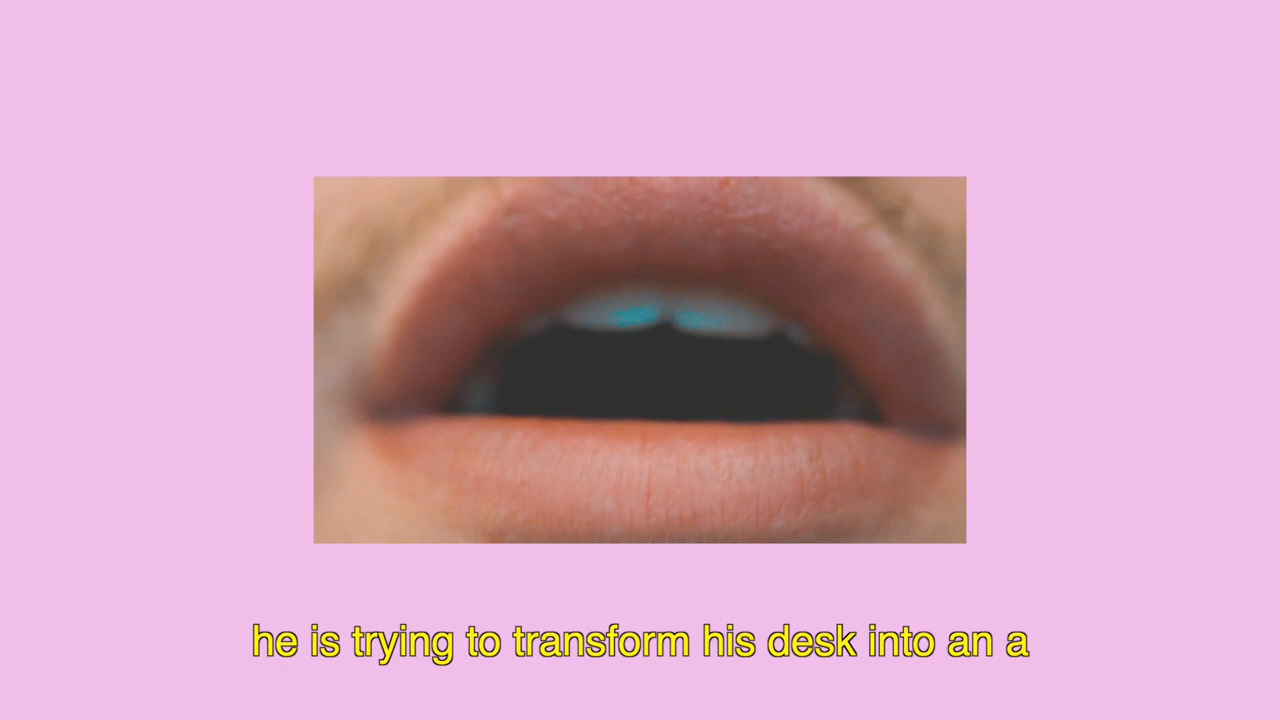 he is trying to transform his desk into an a